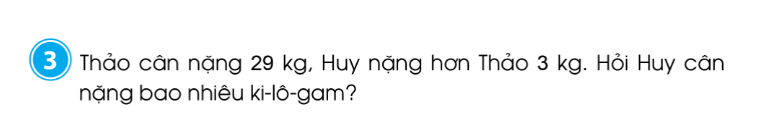 3 Thảo cân nặng 29 kg, Huy nặng hơn Thảo 3 kg. Hỏi Huy cân
nặng bao nhiêu ki-lô-gam?